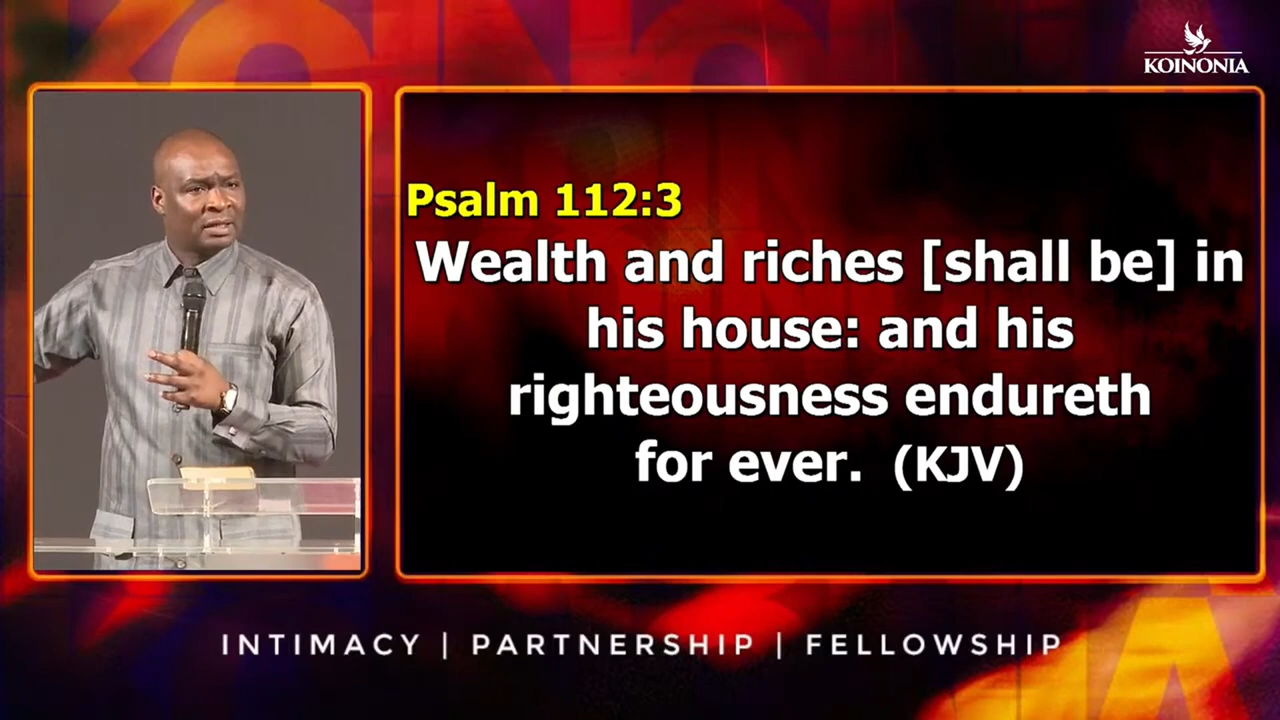 KOINONIA
Psalm 112:3
Wealth and riches [shall be] in
his house: and his
righteousness endureth
for ever. (KJV)
INTIMACY | PARTNERSHIP | FELLOWSHIP